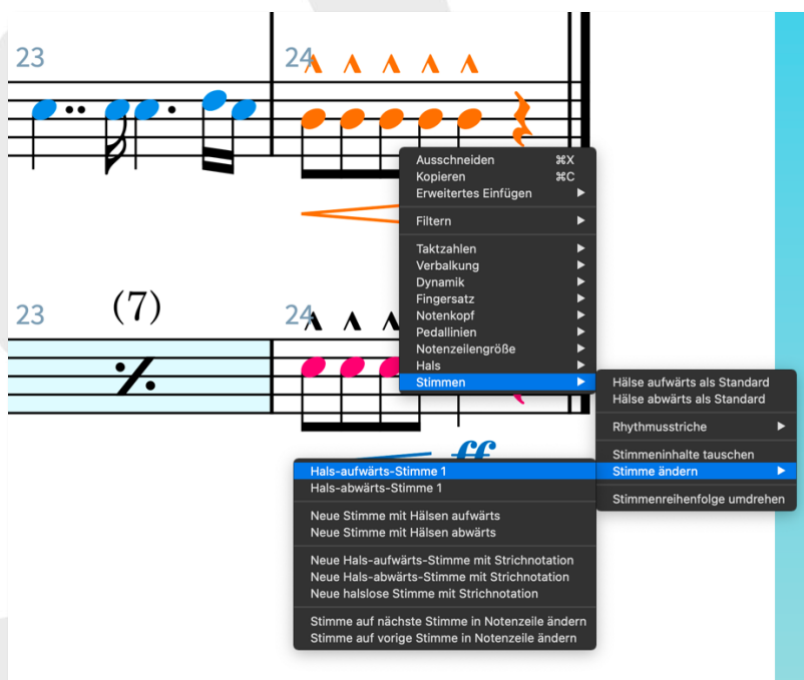 23
24
Ausschneiden ⌘X
Kopieren ⌘C
Erweitertes Einfügen
Filtern
Taktzahlen
Verbalkung
Dynamik
Fingersatz
Notenkopf
Pedallinien
Notenzeilengröße
Hals
Stimmen
23
(7)
24
ff
Hälse aufwärts als Standard
Hälse abwärts als Standard
Rhythmusstriche
Stimmeninhalte tauschen
Stimme ändern
Stimmenreihenfolge umdrehen
Hals-aufwärts-Stimme 1
Hals-abwärts-Stimme 1
Neue Stimme mit Hälsen aufwärts
Neue Stimme mit Hälsen abwärts
Neue Hals-aufwärts-Stimme mit Strichnotation
Neue Hals-abwärts-Stimme mit Strichnotation
Neue halslose Stimme mit Strichnotation
Stimme auf nächste Stimme in Notenzeile ändern
Stimme auf vorige Stimme in Notenzeile ändern